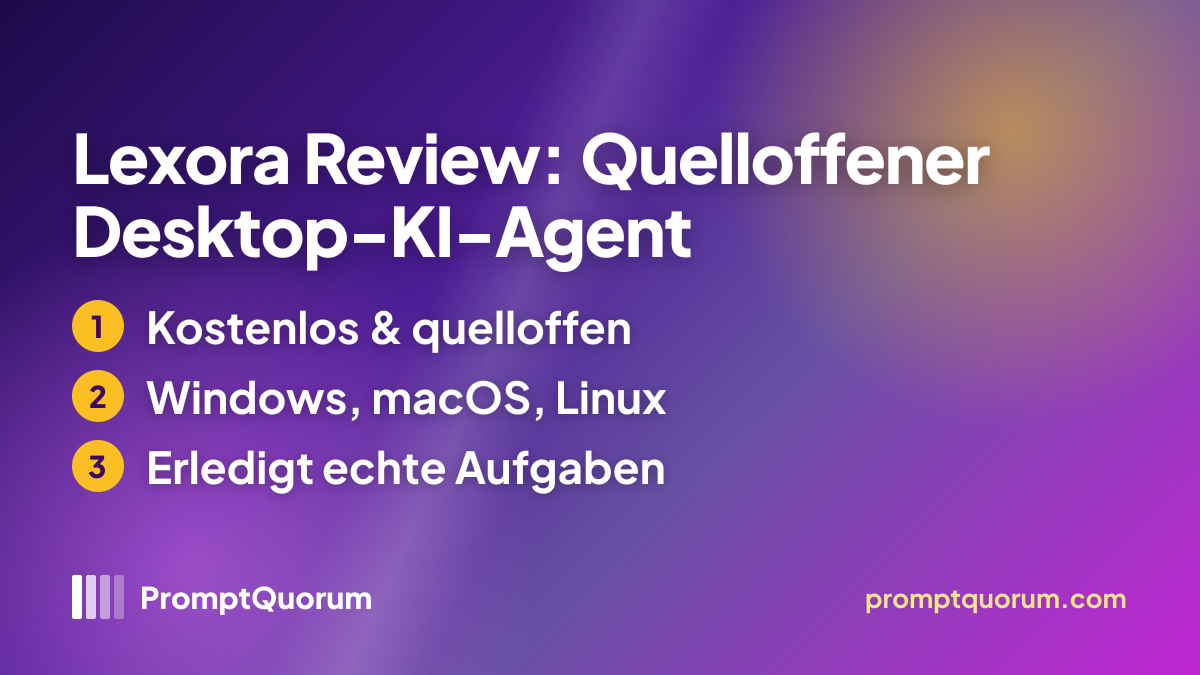 Lexora Review: Quelloffener
Desktop-KI-Agent
1 Kostenlos & quelloffen
2 Windows, macOS, Linux
3 Erledigt echte Aufgaben
PromptQuorum
promptquorum.com